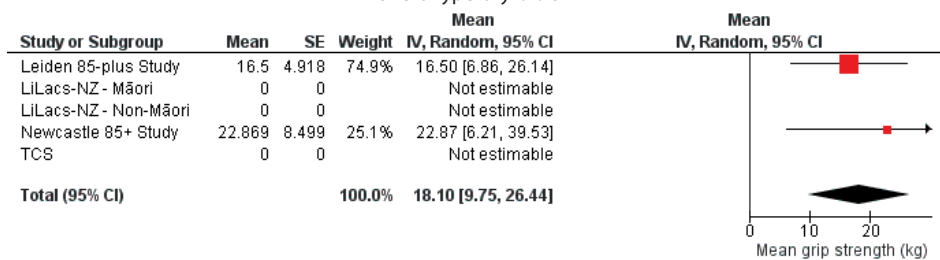 Mean Mean
Study or Subgroup Mean SE Weight IV, Random, 95% CI IV, Random, 95% CI
Leiden 85-plus Study 16.5 4.918 74.9% 16.50 [6.86, 26.14]
LiLacs-NZ - Māori 0 0 Not estimable
LiLacs-NZ - Non-Māori 0 0 Not estimable
Newcastle 85+ Study 22.869 8.499 25.1% 22.87 [6.21, 39.53]
TCS 0 0 Not estimable
Total (95% CI) 100.0% 18.10 [9.75, 26.44]
0 10 20
Mean grip strength (kg)